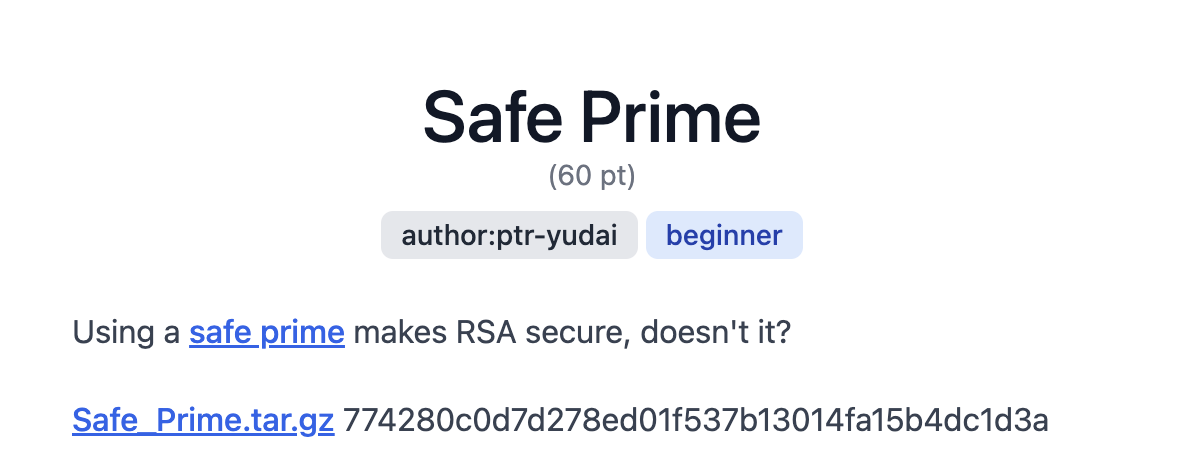 Safe Prime
(60 pt)
author:ptr-yudai beginner
Using a safe prime makes RSA secure, doesn't it?
Safe_Prime.tar.gz 774280c0d7d278ed01f537b13014fa15b4dc1d3a